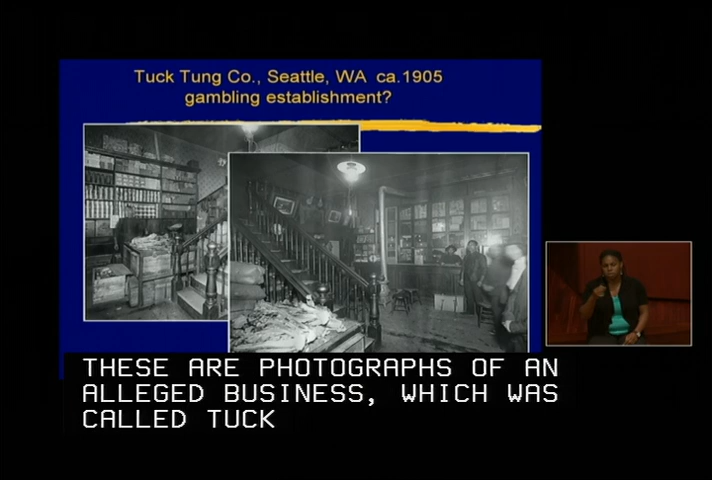 Tuck Tung Co., Seattle, WA ca.1905
gambling establishment?
THESE ARE PHOTOGRAPHS OF AN
ALLEGED BUSINESS, WHICH WAS
CALLED TUCK